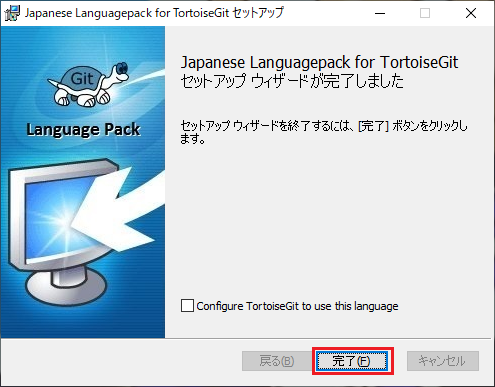 Japanese Languagepack for TortoiseGit セットアップ
Git
Language Pack
Japanese Languagepack for TortoiseGit
セットアップ ウィザードが完了しました
セットアップ ウィザードを終了するには、[完了] ボタンをクリックしま
す。
Configure TortoiseGit to use this language
戻る(B)
完了(F)
キャンセル